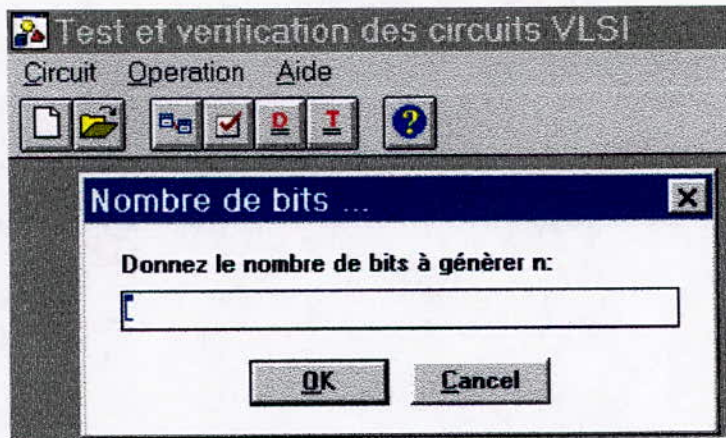 Test et verification des circuits VLSI
Circuit Operation Aide
D T ?
Nombre de bits ...
Donnez le nombre de bits à génèrer n:
OK Cancel